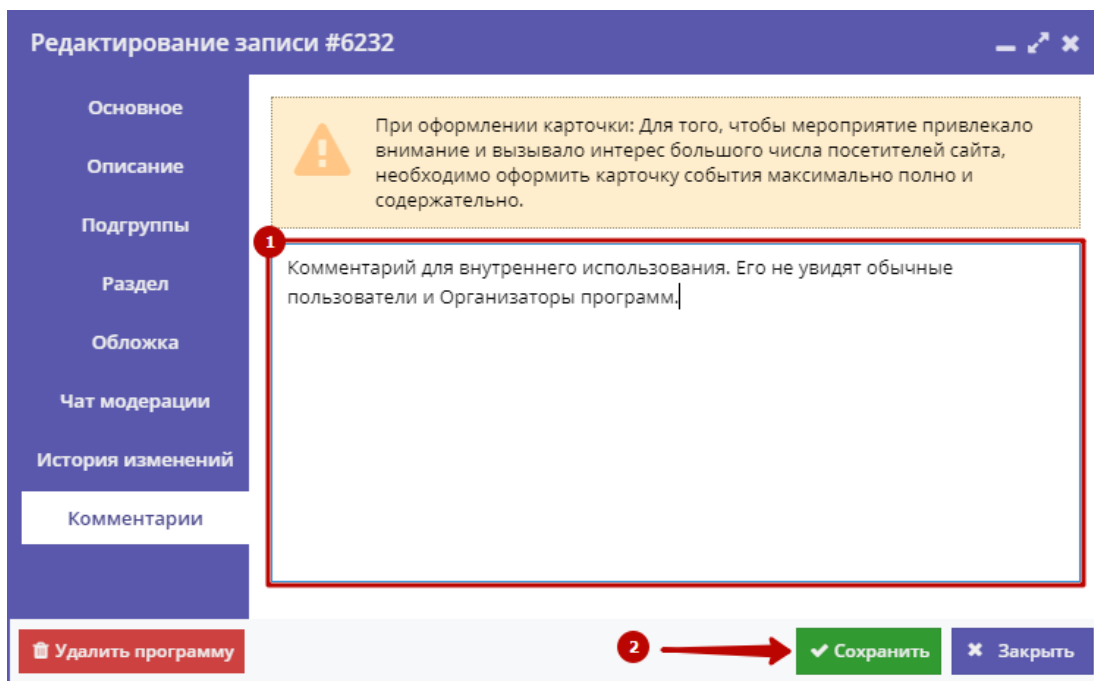 Редактирование записи #6232
Основное
Описание
Подгруппы
Раздел
Обложка
Чат модерации
История изменений
Комментарии
При оформлении карточки: Для того, чтобы мероприятие привлекало
внимание и вызывало интерес большого числа посетителей сайта,
необходимо оформить карточку события максимально полно и
содержательно.
1
Комментарий для внутреннего использования. Его не увидят обычные
пользователи и Организаторы программ.
Удалить программу
2
Сохранить
Закрыть